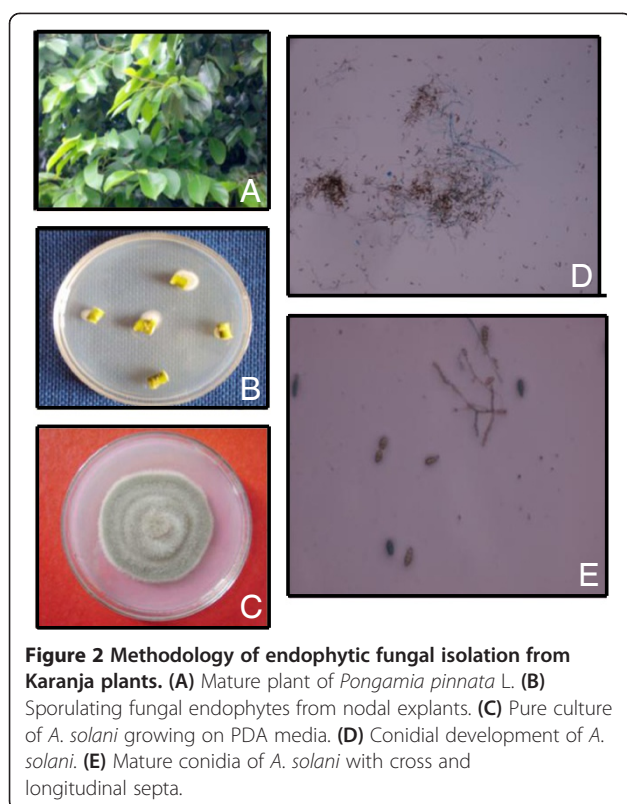 A
B
C
D
E
Figure 2 Methodology of endophytic fungal isolation from
Karanja plants. (A) Mature plant of Pongamia pinnata L. (B)
Sporulating fungal endophytes from nodal explants. (C) Pure culture
of A. solani growing on PDA media. (D) Conidial development of A.
solani. (E) Mature conidia of A. solani with cross and
longitudinal septa.